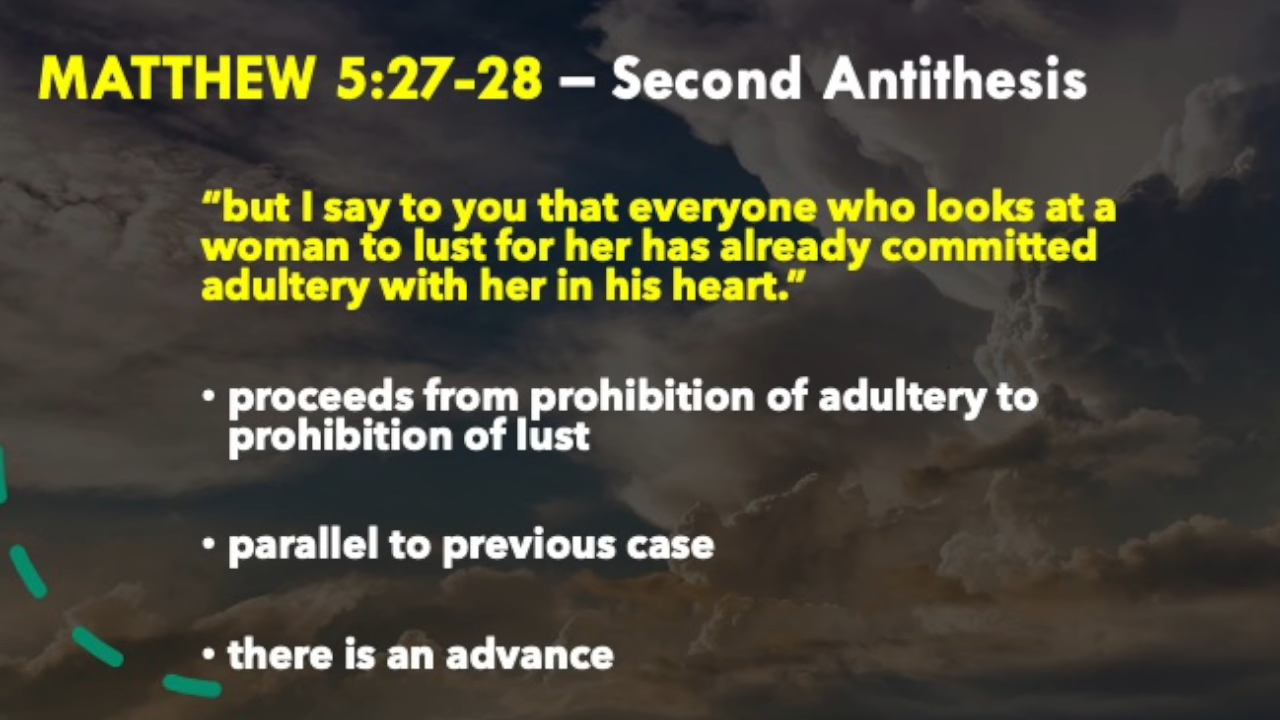 MATTHEW 5:27-28 – Second Antithesis
“but I say to you that everyone who looks at a
woman to lust for her has already committed
adultery with her in his heart.”
• proceeds from prohibition of adultery to
prohibition of lust
• parallel to previous case
• there is an advance